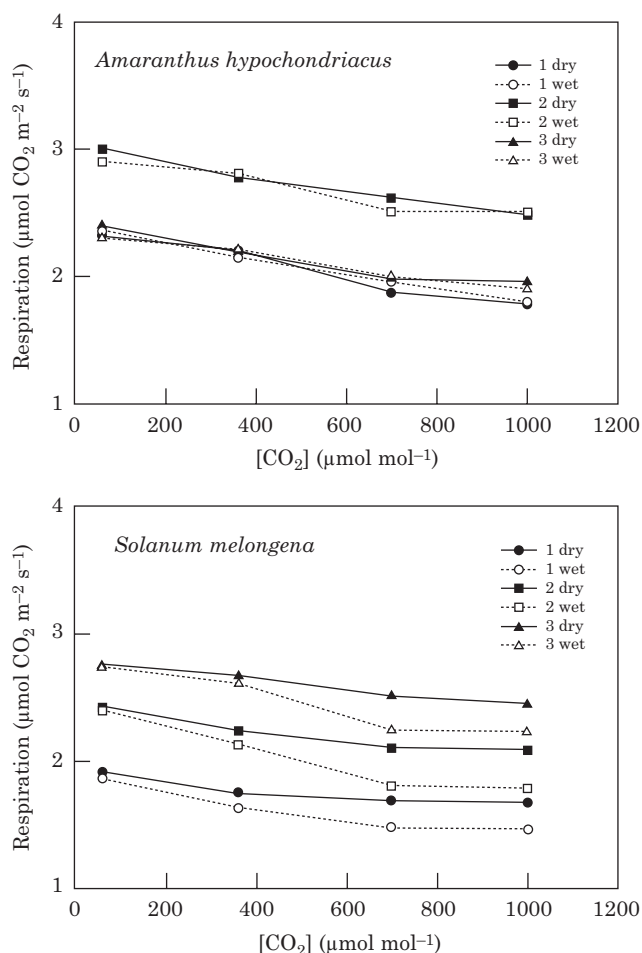 4
Amaranthus hypochondriacus
1 dry
1 wet
2 dry
2 wet
3 dry
3 wet
3
2
1
Respiration (µmol CO₂ m⁻² s⁻¹)
0 200 400 600 800 1000 1200
[CO₂] (µmol mol⁻¹)
4
Solanum melongena
1 dry
1 wet
2 dry
2 wet
3 dry
3 wet
3
2
1
Respiration (µmol CO₂ m⁻² s⁻¹)
0 200 400 600 800 1000 1200
[CO₂] (µmol mol⁻¹)